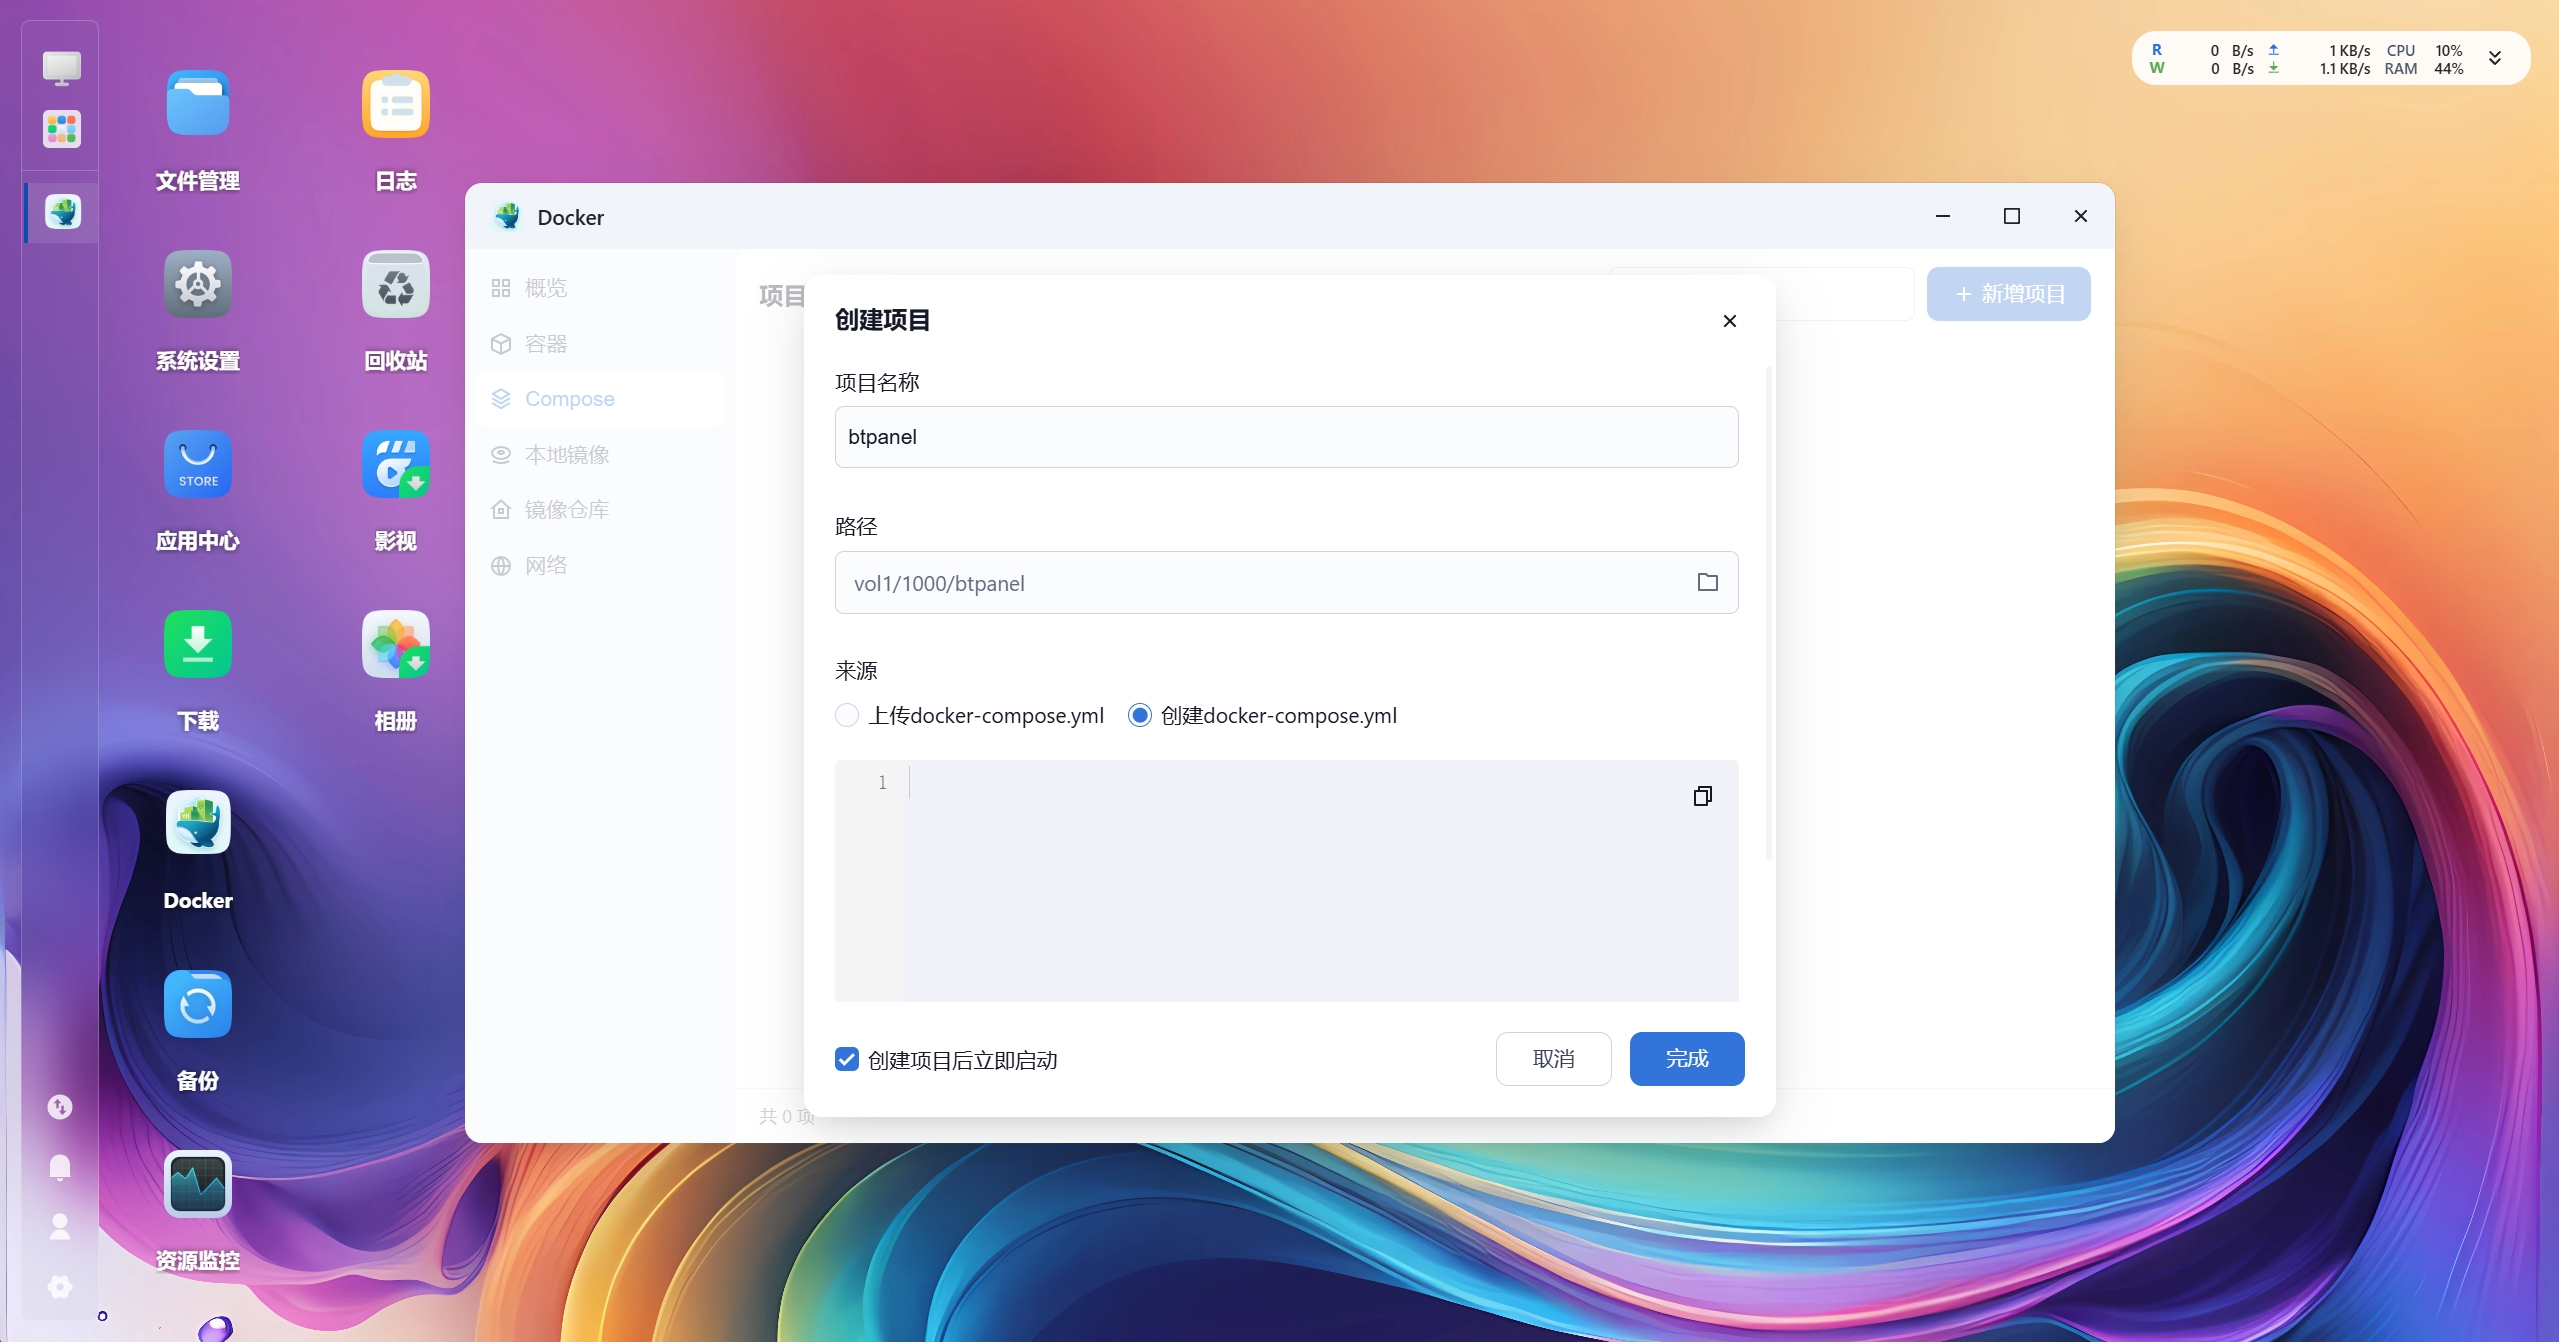 R 0 B/s 1 KB/s CPU 10%
W 0 B/s 1.1 KB/s RAM 44%
文件管理
日志
系统设置
回收站
STORE
应用中心
影视
下载
相册
Docker
备份
资源监控
Docker
概览
容器
Compose
本地镜像
镜像仓库
网络
项目
+ 新增项目
创建项目
项目名称
btpanel
路径
vol1/1000/btpanel
来源
上传docker-compose.yml
创建docker-compose.yml
1
创建项目后立即启动
取消
完成
共 0 项